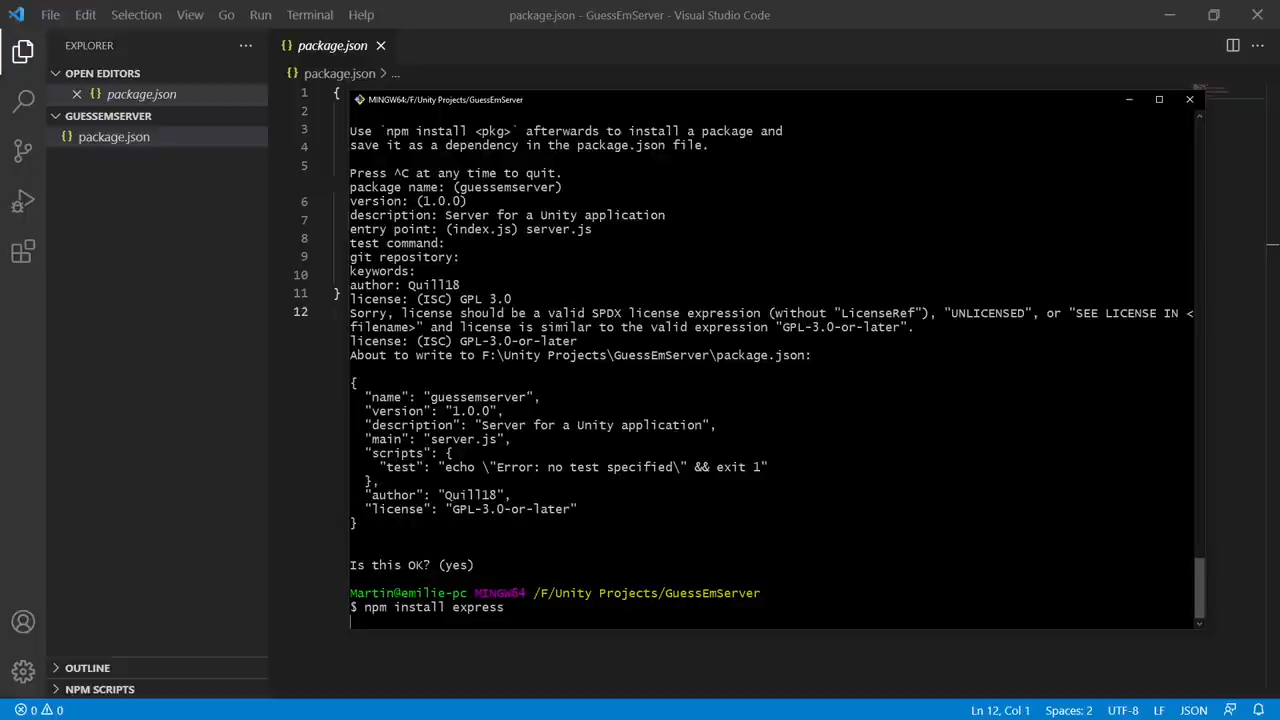 File Edit Selection View Go Run Terminal Help
package.json - GuessEmServer - Visual Studio Code
EXPLORER
OPEN EDITORS
{} package.json
GUESSEMSERVER
{} package.json
OUTLINE
NPM SCRIPTS
{} package.json
{} package.json > ...
1 {
2
3
4
5
6
7
8
9
10
11 }
12
MINGW64:/F/Unity Projects/GuessEmServer
Use `npm install <pkg>` afterwards to install a package and
save it as a dependency in the package.json file.
Press ^C at any time to quit.
package name: (guessemserver)
version: (1.0.0)
description: Server for a Unity application
entry point: (index.js) server.js
test command:
git repository:
keywords:
author: Quill18
license: (ISC) GPL 3.0
Sorry, license should be a valid SPDX license expression (without "LicenseRef"), "UNLICENSED", or "SEE LICENSE IN <
filename>" and license is similar to the valid expression "GPL-3.0-or-later".
license: (ISC) GPL-3.0-or-later
About to write to F:\Unity Projects\GuessEmServer\package.json:
{
"name": "guessemserver",
"version": "1.0.0",
"description": "Server for a Unity application",
"main": "server.js",
"scripts": {
"test": "echo \"Error: no test specified\" && exit 1"
},
"author": "Quill18",
"license": "GPL-3.0-or-later"
}
Is this OK? (yes)
Martin@emilie-pc MINGW64 /F/Unity Projects/GuessEmServer
$ npm install express
0 0
Ln 12, Col 1 Spaces: 2 UTF-8 LF JSON